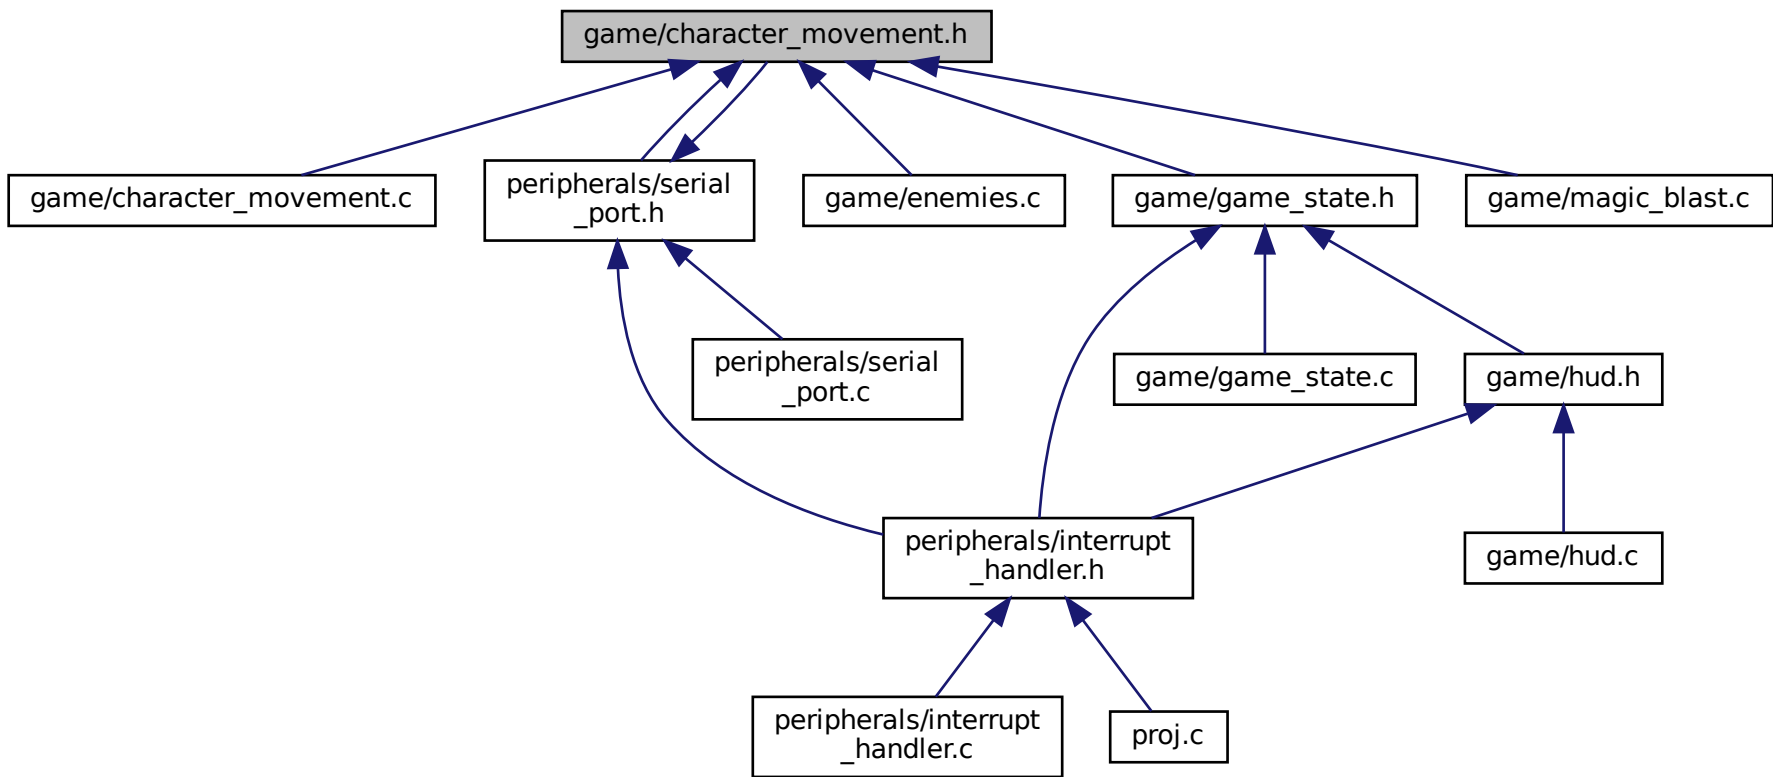 game/character_movement.h
game/character_movement.c
peripherals/serial
_port.h
game/enemies.c
game/game_state.h
game/magic_blast.c
peripherals/serial
_port.c
game/game_state.c
game/hud.h
peripherals/interrupt
_handler.h
game/hud.c
peripherals/interrupt
_handler.c
proj.c